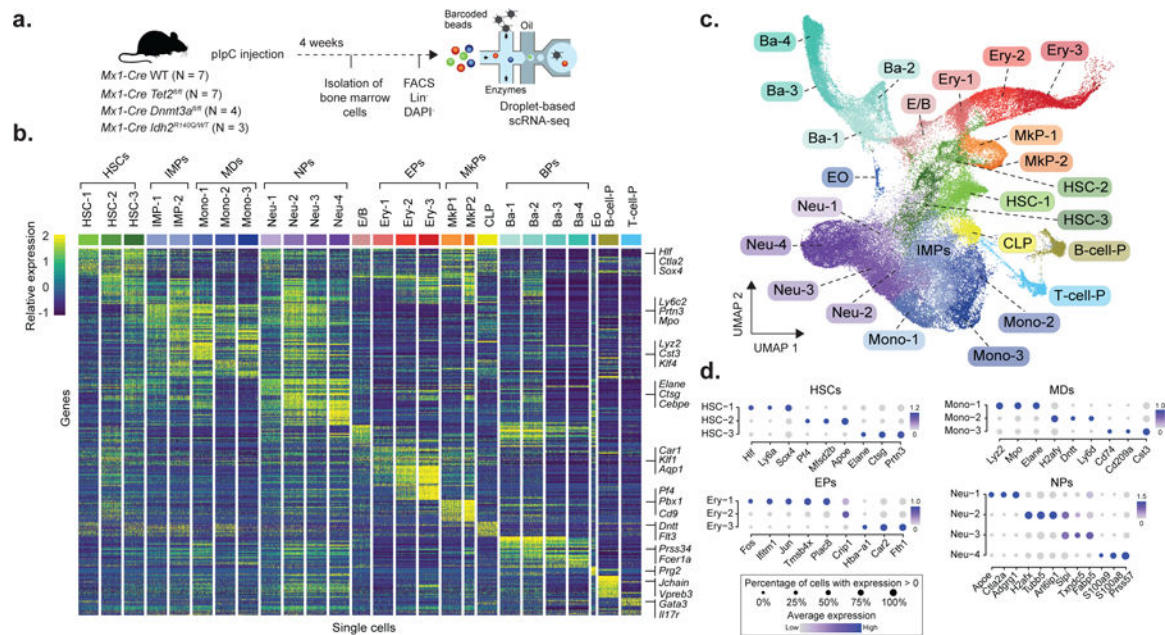 a.
pIpC injection
4 weeks
Mx1-Cre WT (N = 7)
Mx1-Cre Tet2fl/fl (N = 7)
Mx1-Cre Dnmt3afl/fl (N = 4)
Mx1-Cre Idh2R140Q/WT (N = 3)
Isolation of
bone marrow
cells
FACS
Lin-
DAPI-
Barcoded
beads
Oil
Enzymes
Droplet-based
scRNA-seq
b.
HSCs
IMPs
MDs
NPs
EPs
MkPs
BPs
HSC-1
HSC-2
HSC-3
IMP-1
IMP-2
Mono-1
Mono-2
Mono-3
Neu-1
Neu-2
Neu-3
Neu-4
E/B
Ery-1
Ery-2
Ery-3
MkP1
MkP2
CLP
Ba-1
Ba-2
Ba-3
Ba-4
Eo
B-cell-P
T-cell-P
Relative expression
2
1
0
-1
Genes
Single cells
Hlf
Ctla2
Sox4
Ly6c2
Prtn3
Mpo
Lyz2
Cst3
Klf4
Elane
Ctsg
Cebpe
Car1
Klf1
Aqp1
Pf4
Pbx1
Cd9
Dntt
Flt3
Prss34
Fcer1a
Prg2
Jchain
Vpreb3
Gata3
Il17r
c.
Ba-4
Ba-3
Ba-2
Ba-1
E/B
Ery-1
Ery-2
Ery-3
MkP-1
MkP-2
HSC-2
HSC-1
HSC-3
EO
Neu-1
Neu-4
Neu-3
Neu-2
IMPs
CLP
B-cell-P
T-cell-P
Mono-1
Mono-2
Mono-3
UMAP 2
UMAP 1
d.
HSCs
HSC-1
HSC-2
HSC-3
Hlf
Ly6a
Sox4
Pf4
Mfsd2b
Apoe
Elane
Ctsg
Prtn3
1.2
0
MDs
Mono-1
Mono-2
Mono-3
Lyz2
Mpo
Elane
H2afy
Dntt
Ly6d
Cd74
Cd209a
Cst3
1.0
0
EPs
Ery-1
Ery-2
Ery-3
Fos
Ifitm1
Jun
Tmsb4x
Plac8
Crip1
Hba-a1
Car2
Fth1
1.0
0
NPs
Neu-1
Neu-2
Neu-3
Neu-4
Apoe
Ctla2a
Adgrg1
H2afx
Tubb5
Arl6ip1
Slpi
Txndc5
Fabp5
S100a9
S100a8
Prss57
1.5
0
Percentage of cells with expression > 0
0%
25%
50%
75%
100%
Average expression
Low
High